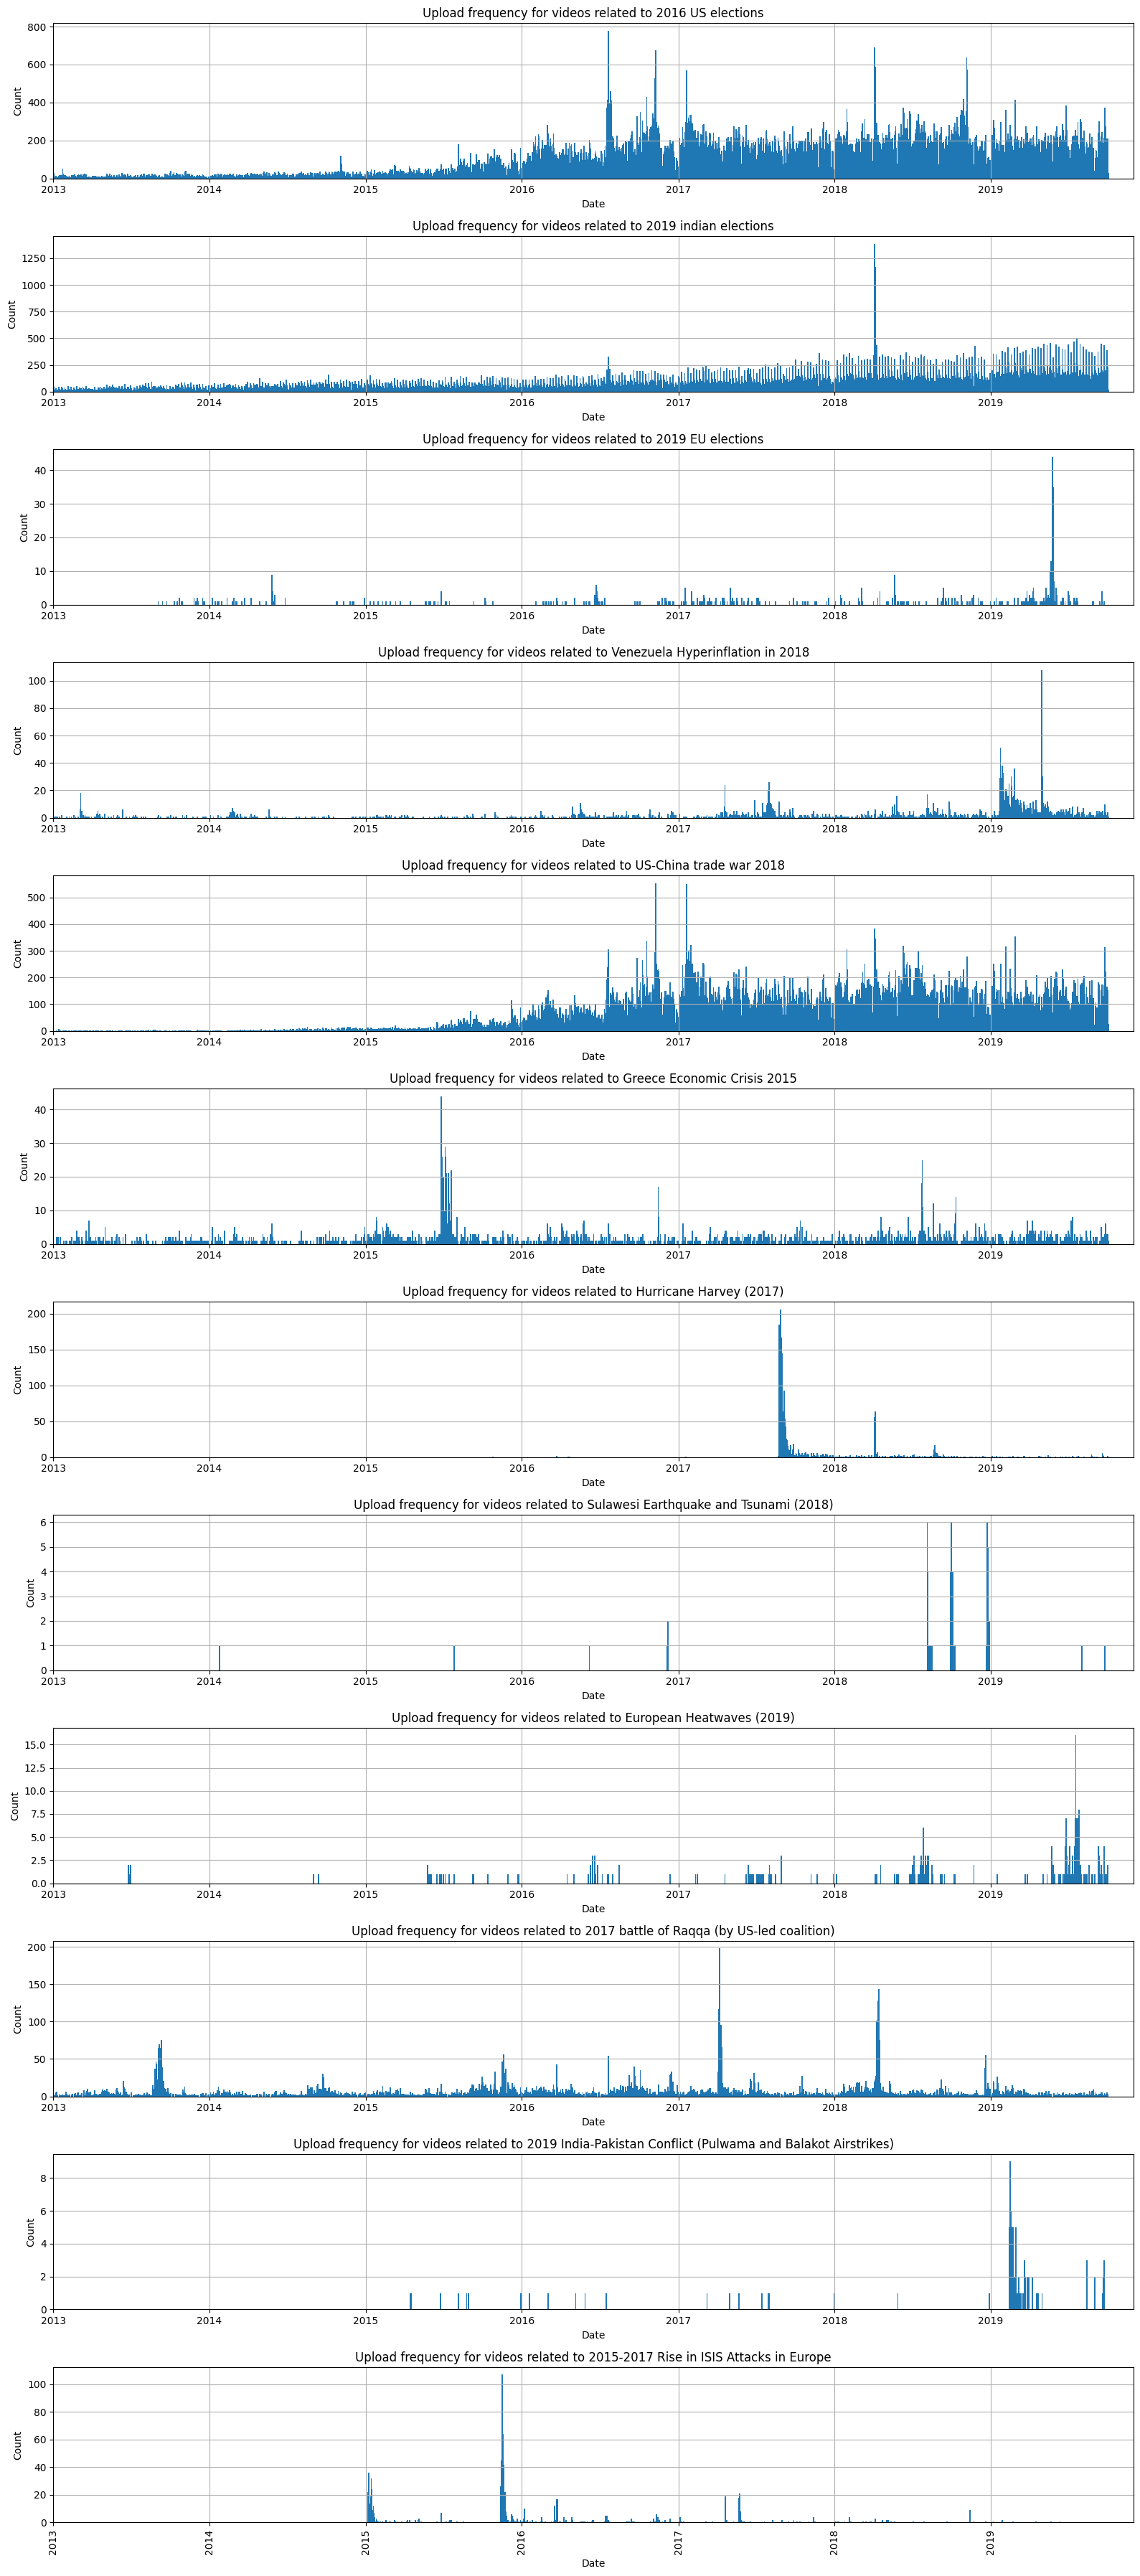 Upload frequency for videos related to 2016 US elections
800
600
400
200
0
Count
2013 2014 2015 2016 2017 2018 2019
Date
Upload frequency for videos related to 2019 indian elections
1250
1000
750
500
250
0
Count
2013 2014 2015 2016 2017 2018 2019
Date
Upload frequency for videos related to 2019 EU elections
40
30
20
10
0
Count
2013 2014 2015 2016 2017 2018 2019
Date
Upload frequency for videos related to Venezuela Hyperinflation in 2018
100
80
60
40
20
0
Count
2013 2014 2015 2016 2017 2018 2019
Date
Upload frequency for videos related to US-China trade war 2018
500
400
300
200
100
0
Count
2013 2014 2015 2016 2017 2018 2019
Date
Upload frequency for videos related to Greece Economic Crisis 2015
40
30
20
10
0
Count
2013 2014 2015 2016 2017 2018 2019
Date
Upload frequency for videos related to Hurricane Harvey (2017)
200
150
100
50
0
Count
2013 2014 2015 2016 2017 2018 2019
Date
Upload frequency for videos related to Sulawesi Earthquake and Tsunami (2018)
6
5
4
3
2
1
0
Count
2013 2014 2015 2016 2017 2018 2019
Date
Upload frequency for videos related to European Heatwaves (2019)
15.0
12.5
10.0
7.5
5.0
2.5
0.0
Count
2013 2014 2015 2016 2017 2018 2019
Date
Upload frequency for videos related to 2017 battle of Raqqa (by US-led coalition)
200
150
100
50
0
Count
2013 2014 2015 2016 2017 2018 2019
Date
Upload frequency for videos related to 2019 India-Pakistan Conflict (Pulwama and Balakot Airstrikes)
8
6
4
2
0
Count
2013 2014 2015 2016 2017 2018 2019
Date
Upload frequency for videos related to 2015-2017 Rise in ISIS Attacks in Europe
100
80
60
40
20
0
Count
2013 2014 2015 2016 2017 2018 2019
Date